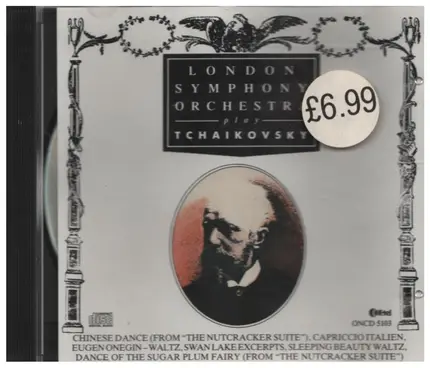 LONDON
SYMPHONY
ORCHESTRA
play
TCHAIKOVSKY
£6.99
ONCD 5103
CHINESE DANCE (FROM "THE NUTCRACKER SUITE"), CAPRICCIO ITALIEN,
EUGEN ONEGIN – WALTZ, SWAN LAKE EXCERPTS, SLEEPING BEAUTY WALTZ,
DANCE OF THE SUGAR PLUM FAIRY (FROM "THE NUTCRACKER SUITE")